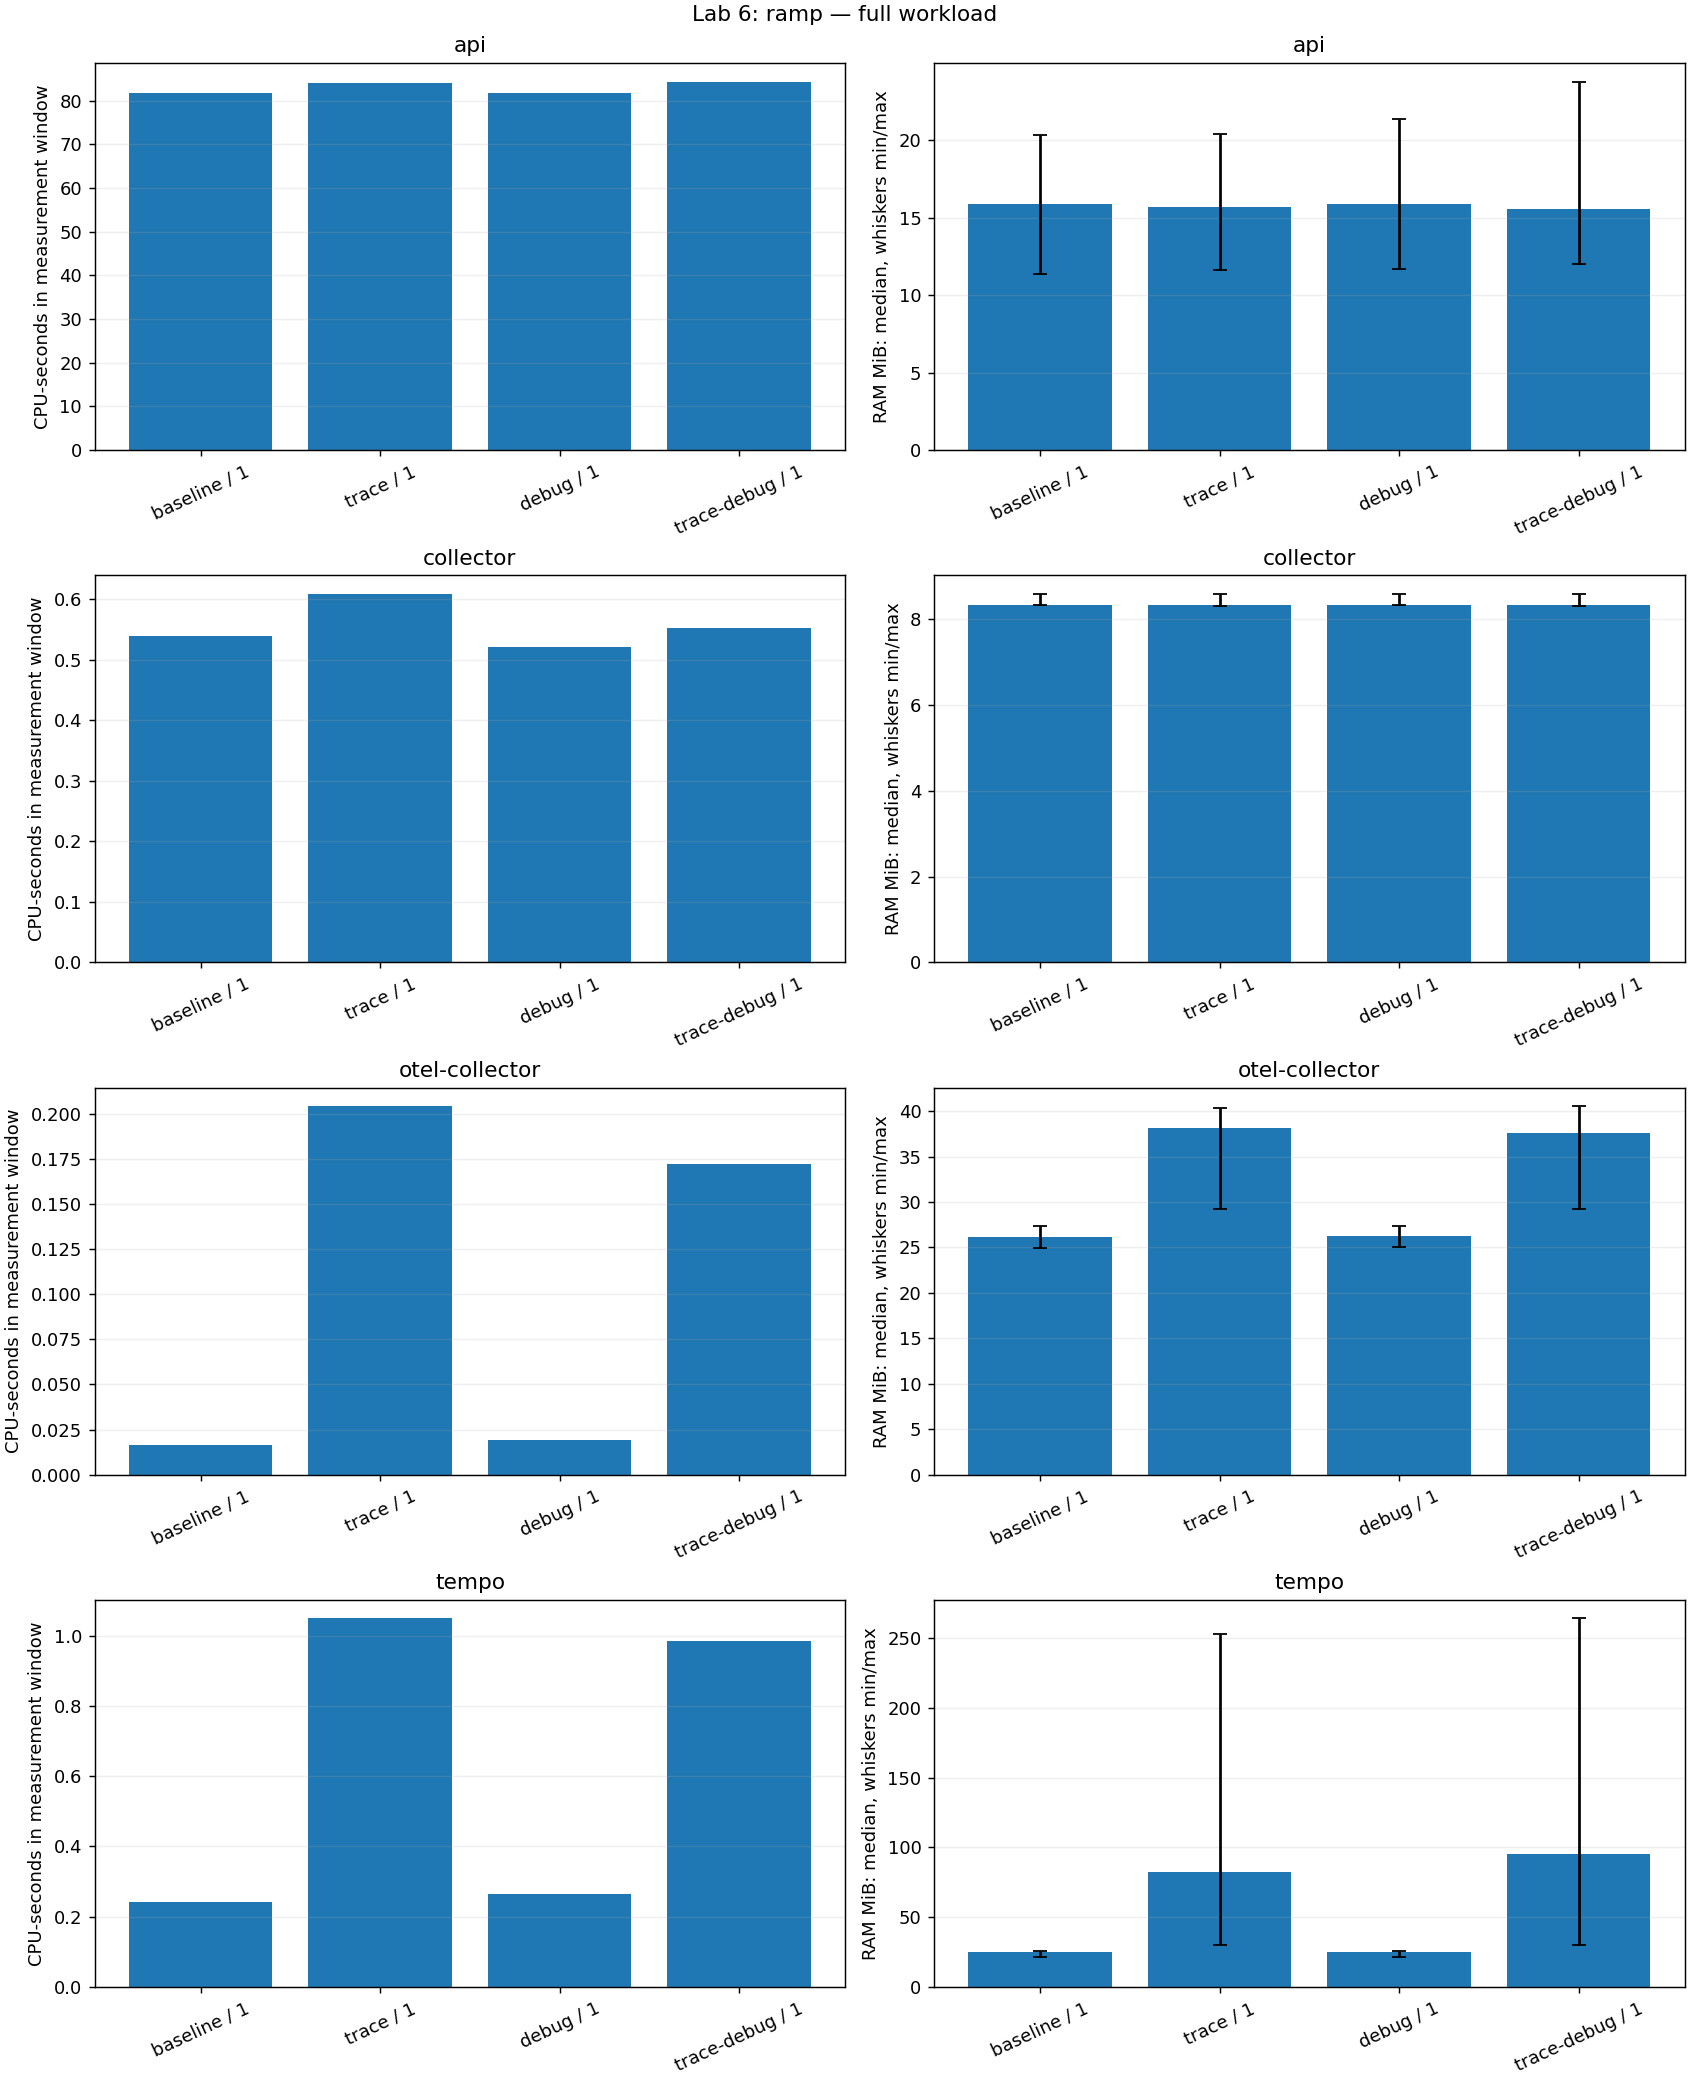 Lab 6: ramp — full workload
api
CPU-seconds in measurement window
80
70
60
50
40
30
20
10
0
baseline / 1
trace / 1
debug / 1
trace-debug / 1
api
RAM MiB: median, whiskers min/max
20
15
10
5
0
baseline / 1
trace / 1
debug / 1
trace-debug / 1
collector
CPU-seconds in measurement window
0.6
0.5
0.4
0.3
0.2
0.1
0.0
baseline / 1
trace / 1
debug / 1
trace-debug / 1
collector
RAM MiB: median, whiskers min/max
8
6
4
2
0
baseline / 1
trace / 1
debug / 1
trace-debug / 1
otel-collector
CPU-seconds in measurement window
0.200
0.175
0.150
0.125
0.100
0.075
0.050
0.025
0.000
baseline / 1
trace / 1
debug / 1
trace-debug / 1
otel-collector
RAM MiB: median, whiskers min/max
40
35
30
25
20
15
10
5
0
baseline / 1
trace / 1
debug / 1
trace-debug / 1
tempo
CPU-seconds in measurement window
1.0
0.8
0.6
0.4
0.2
0.0
baseline / 1
trace / 1
debug / 1
trace-debug / 1
tempo
RAM MiB: median, whiskers min/max
250
200
150
100
50
0
baseline / 1
trace / 1
debug / 1
trace-debug / 1